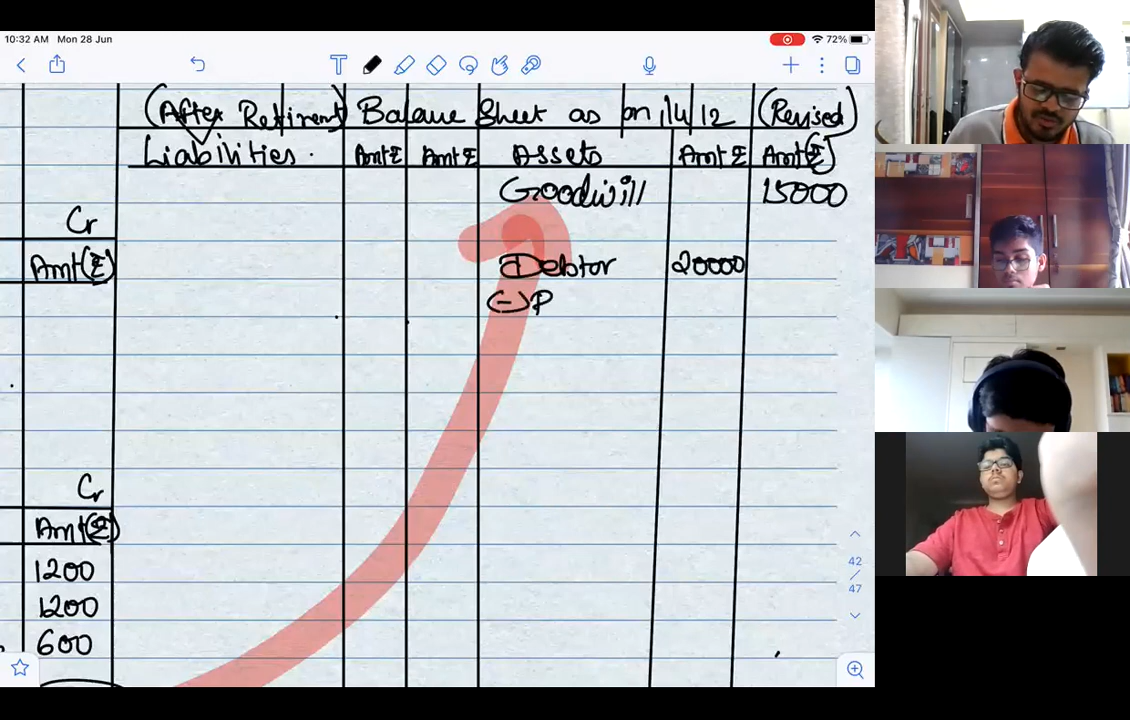 10:32 AM Mon 28 Jun
72%
(After Retirent) Balance Sheet as on 1/4/12 (Revised)
Liabilities. Amt₹ Amt₹ Assets Amt ₹ Amt(₹)
Goodwill 15000
Cr
Amt(₹) Debtor 20000
(-) P
Cr
Amt(₹)
1200
1200
600
42
/
47